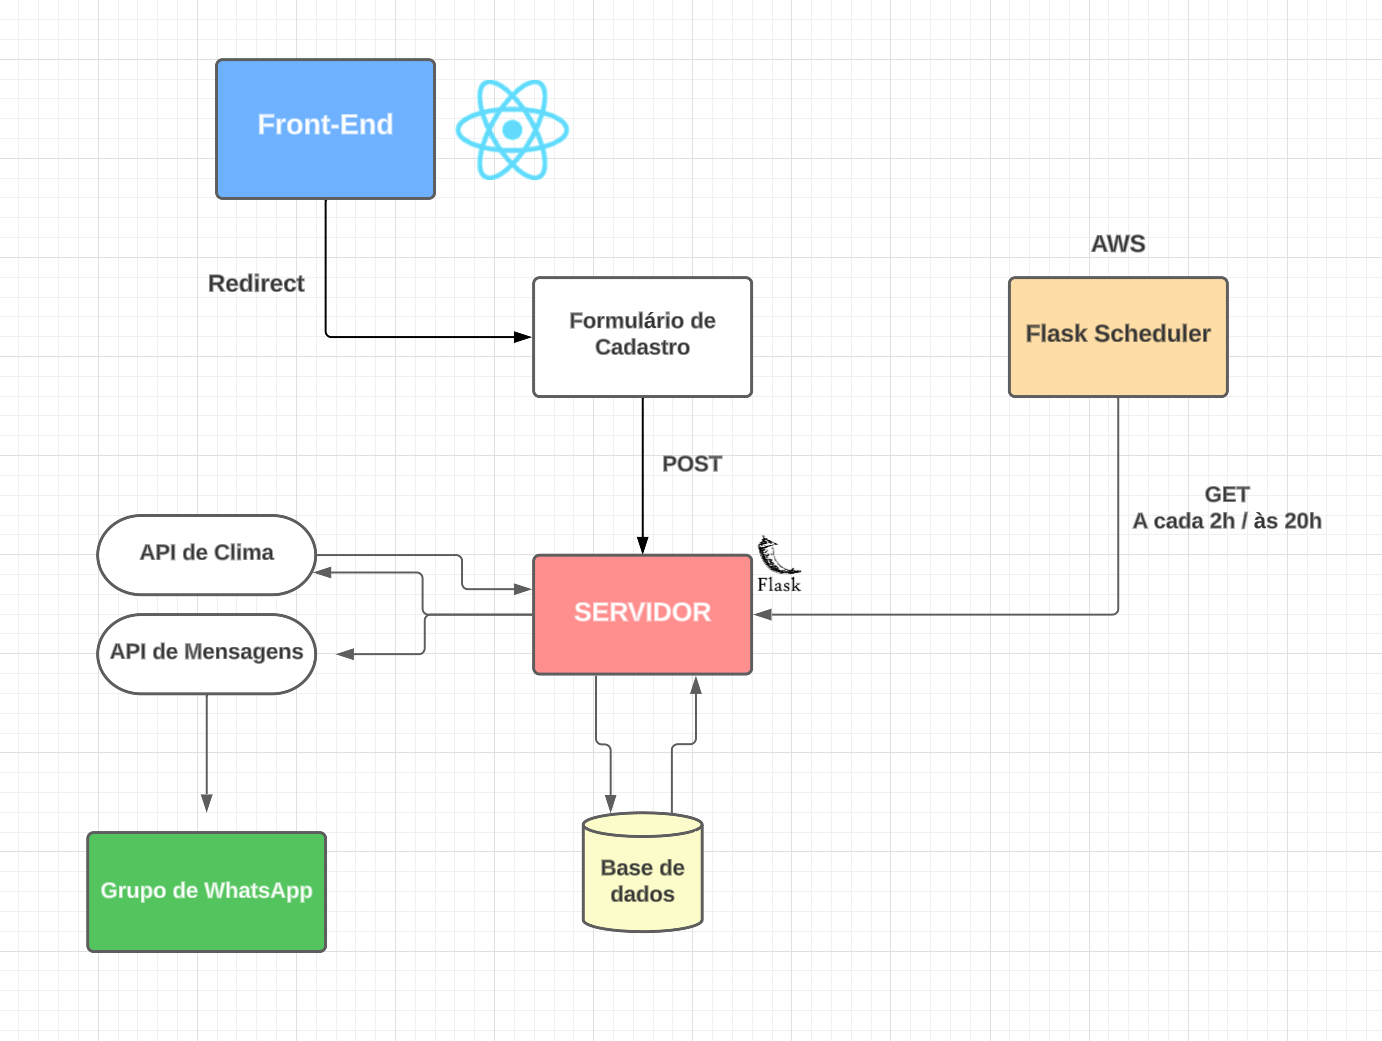 Front-End
AWS
Redirect
Formulário de
Cadastro
Flask Scheduler
POST
GET
A cada 2h / às 20h
API de Clima
Flask
SERVIDOR
API de Mensagens
Base de
dados
Grupo de WhatsApp